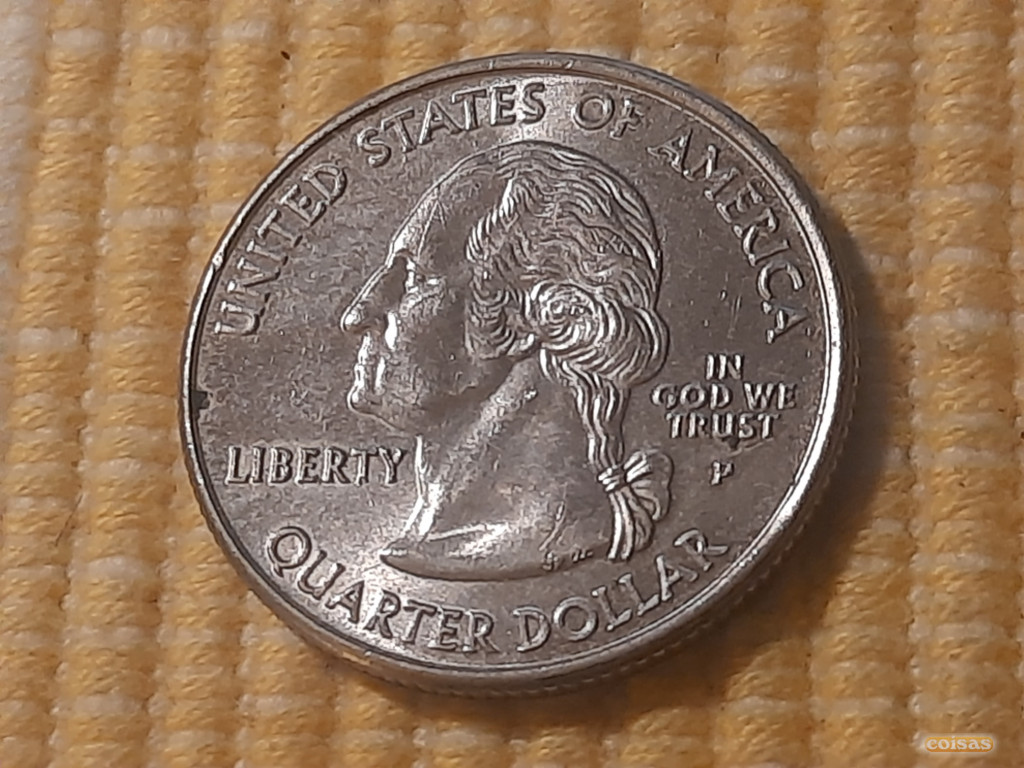 UNITED STATES OF AMERICA
LIBERTY
IN
GOD WE
TRUST
P
QUARTER DOLLAR
coisas